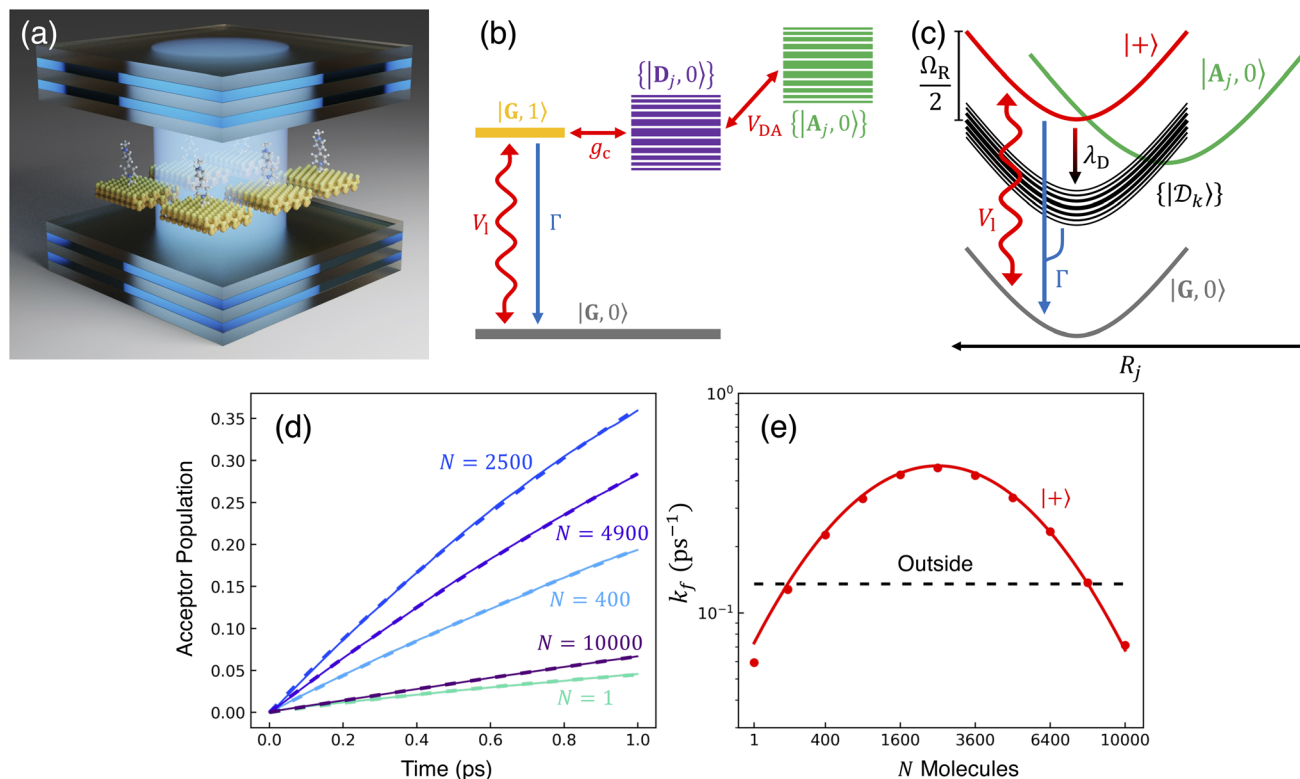 (a)
(b)
{|D_j, 0⟩}
|G, 1⟩
g_c
V_DA
{|A_j, 0⟩}
V_l
Γ
|G, 0⟩
(c)
|+⟩
|A_j, 0⟩
Ω_R
2
λ_D
{|𝒟_k⟩}
V_l
Γ
|G, 0⟩
R_j
(d)
Acceptor Population
0.35
0.30
0.25
0.20
0.15
0.10
0.05
0.00
N = 2500
N = 4900
N = 400
N = 10000
N = 1
0.0 0.2 0.4 0.6 0.8 1.0
Time (ps)
(e)
k_f (ps⁻¹)
10⁰
10⁻¹
|+⟩
Outside
1 400 1600 3600 6400 10000
N Molecules